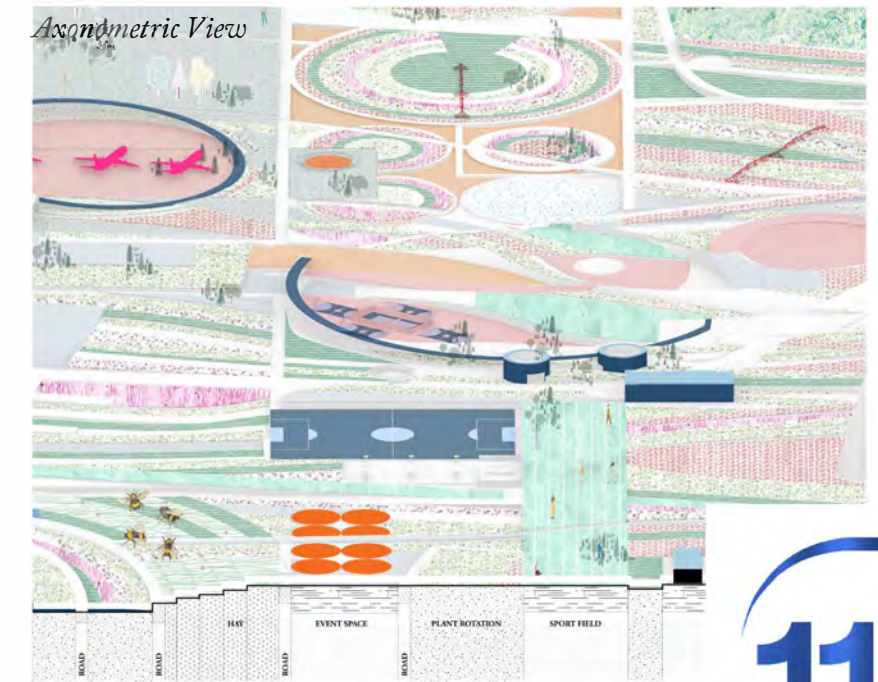 Axonometric View
HAY
EVENT SPACE
PLANT ROTATION
SPORT FIELD
ROAD
ROAD
ROAD
ROAD
11